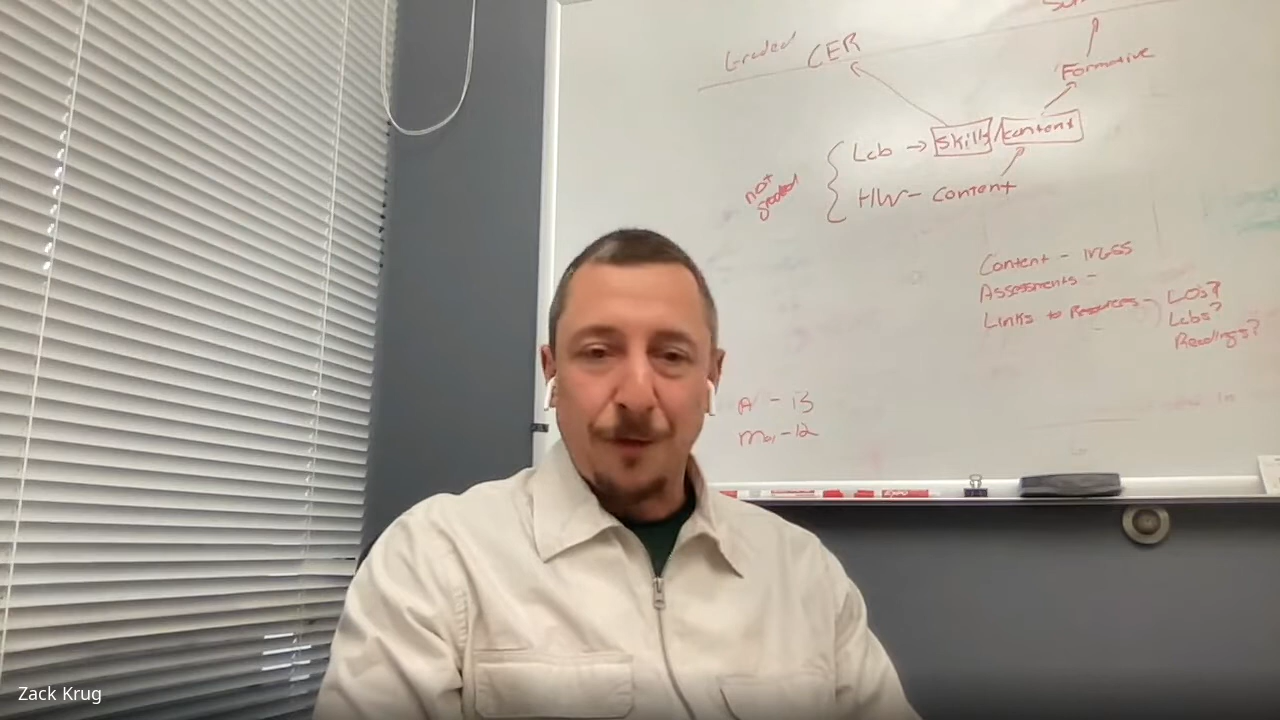 Graded CER
Formative
Lab → skills/content
not graded
HW - content
Content - NGSS
Assessments -
Links to Resources - LOs?
Labs?
Readings?
A - 13
- 12
EXPO
Zack Krug